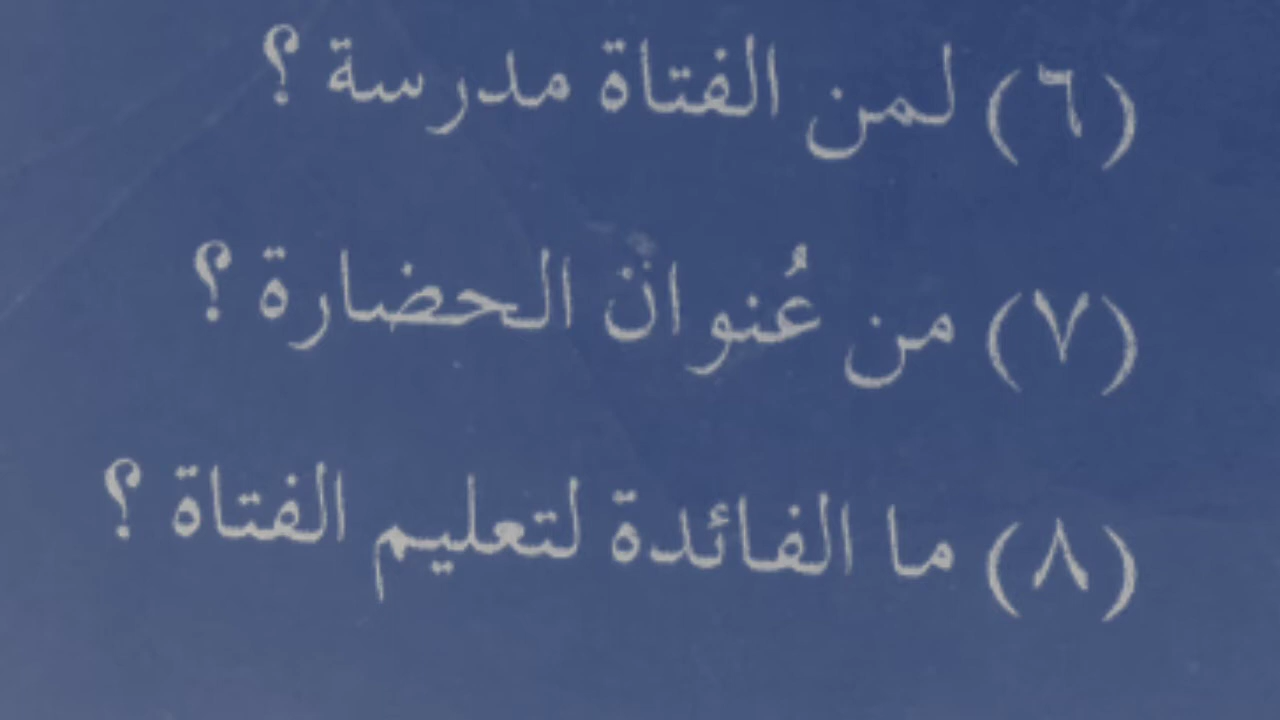 (٦) لمن الفتاة مدرسة ؟
(٧) من عُنوان الحضارة ؟
(٨) ما الفائدة لتعليم الفتاة ؟